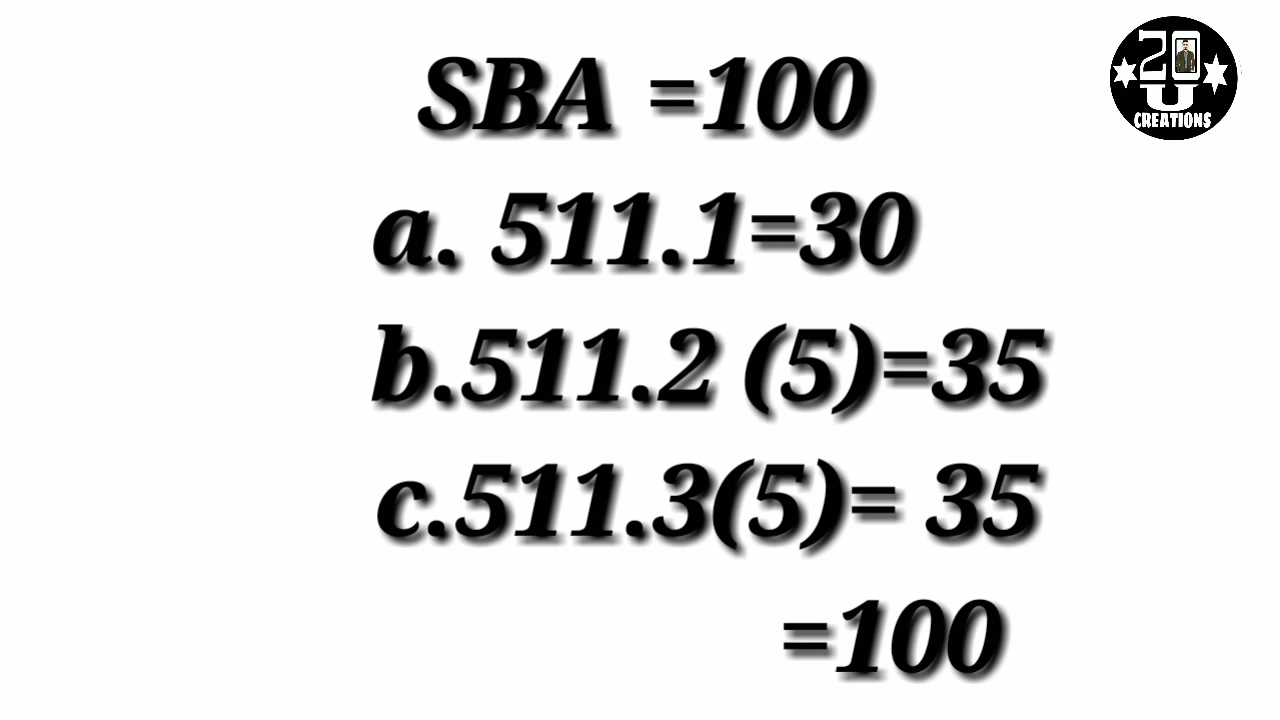 SBA =100
20
U
CREATIONS
a. 511.1=30
b.511.2 (5)=35
c.511.3(5)= 35
=100